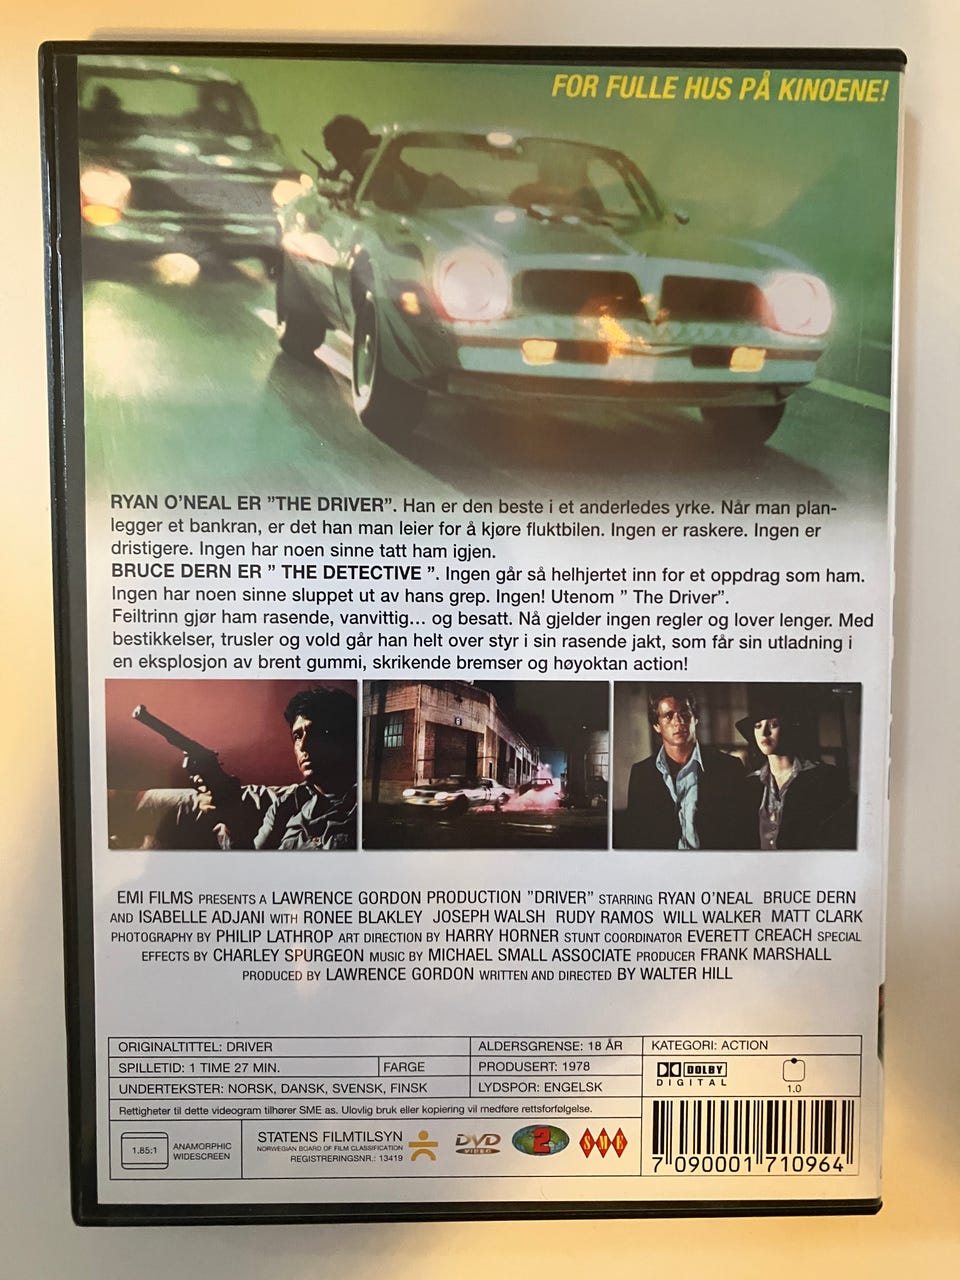 FOR FULLE HUS PÅ KINOENE!
RYAN O'NEAL ER "THE DRIVER". Han er den beste i et anderledes yrke. Når man plan-
legger et bankran, er det han man leier for å kjøre fluktbilen. Ingen er raskere. Ingen er
dristigere. Ingen har noen sinne tatt ham igjen.
BRUCE DERN ER " THE DETECTIVE ". Ingen går så helhjertet inn for et oppdrag som ham.
Ingen har noen sinne sluppet ut av hans grep. Ingen! Utenom " The Driver".
Feiltrinn gjør ham rasende, vanvittig... og besatt. Nå gjelder ingen regler og lover lenger. Med
bestikkelser, trusler og vold går han helt over styr i sin rasende jakt, som får sin utladning i
en eksplosjon av brent gummi, skrikende bremser og høyoktan action!
EMI FILMS PRESENTS A LAWRENCE GORDON PRODUCTION "DRIVER" STARRING RYAN O'NEAL BRUCE DERN
AND ISABELLE ADJANI WITH RONEE BLAKLEY JOSEPH WALSH RUDY RAMOS WILL WALKER MATT CLARK
PHOTOGRAPHY BY PHILIP LATHROP ART DIRECTION BY HARRY HORNER STUNT COORDINATOR EVERETT CREACH SPECIAL
EFFECTS BY CHARLEY SPURGEON MUSIC BY MICHAEL SMALL ASSOCIATE PRODUCER FRANK MARSHALL
PRODUCED BY LAWRENCE GORDON WRITTEN AND DIRECTED BY WALTER HILL
ORIGINALTITTEL: DRIVER
ALDERSGRENSE: 18 ÅR
KATEGORI: ACTION
SPILLETID: 1 TIME 27 MIN.
FARGE
PRODUSERT: 1978
UNDERTEKSTER: NORSK, DANSK, SVENSK, FINSK
LYDSPOR: ENGELSK
DOLBY
DIGITAL
1.0
Rettigheter til dette videogram tilhører SME as. Ulovlig bruk eller kopiering vil medføre rettsforfølgelse.
1.85:1
ANAMORPHIC
WIDESCREEN
STATENS FILMTILSYN
NORWEGIAN BOARD OF FILM CLASSIFICATION
REGISTRERINGSNR.: 13419
DVD
VIDEO
2
SME
7 090001 710964